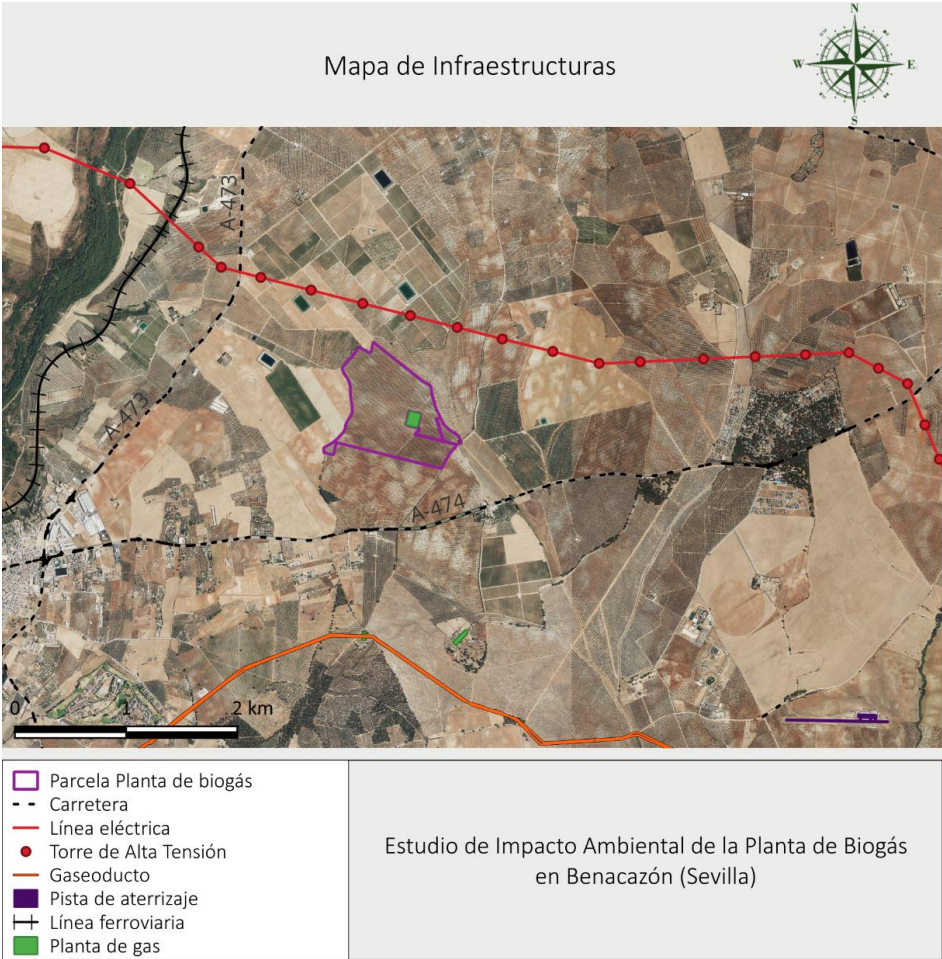 Mapa de Infraestructuras
N
W
E
S
A-473
A-473
A-474
0 1 2 km
Parcela Planta de biogás
Carretera
Línea eléctrica
Torre de Alta Tensión
Gaseoducto
Pista de aterrizaje
Línea ferroviaria
Planta de gas
Estudio de Impacto Ambiental de la Planta de Biogás
en Benacazón (Sevilla)